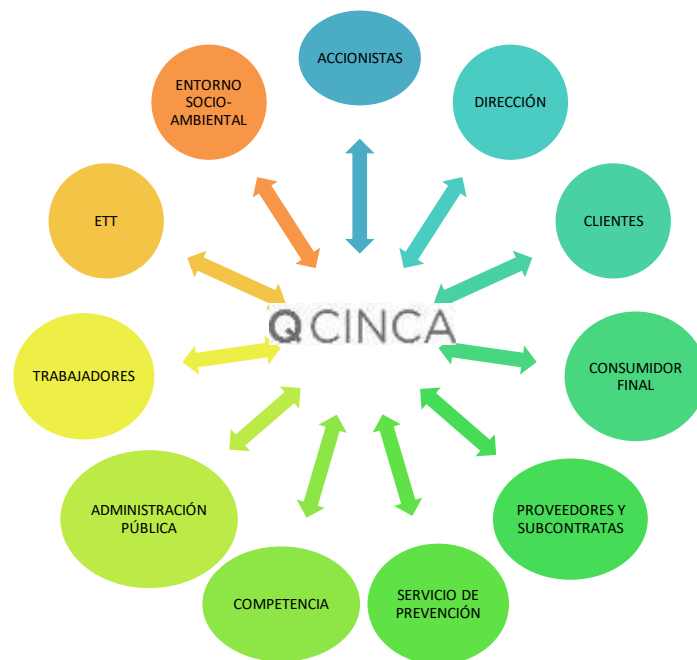 ACCIONISTAS
DIRECCIÓN
CLIENTES
CONSUMIDOR
FINAL
PROVEEDORES Y
SUBCONTRATAS
SERVICIO DE
PREVENCIÓN
COMPETENCIA
ADMINISTRACIÓN
PÚBLICA
TRABAJADORES
ETT
ENTORNO
SOCIO-
AMBIENTAL
QCINCA